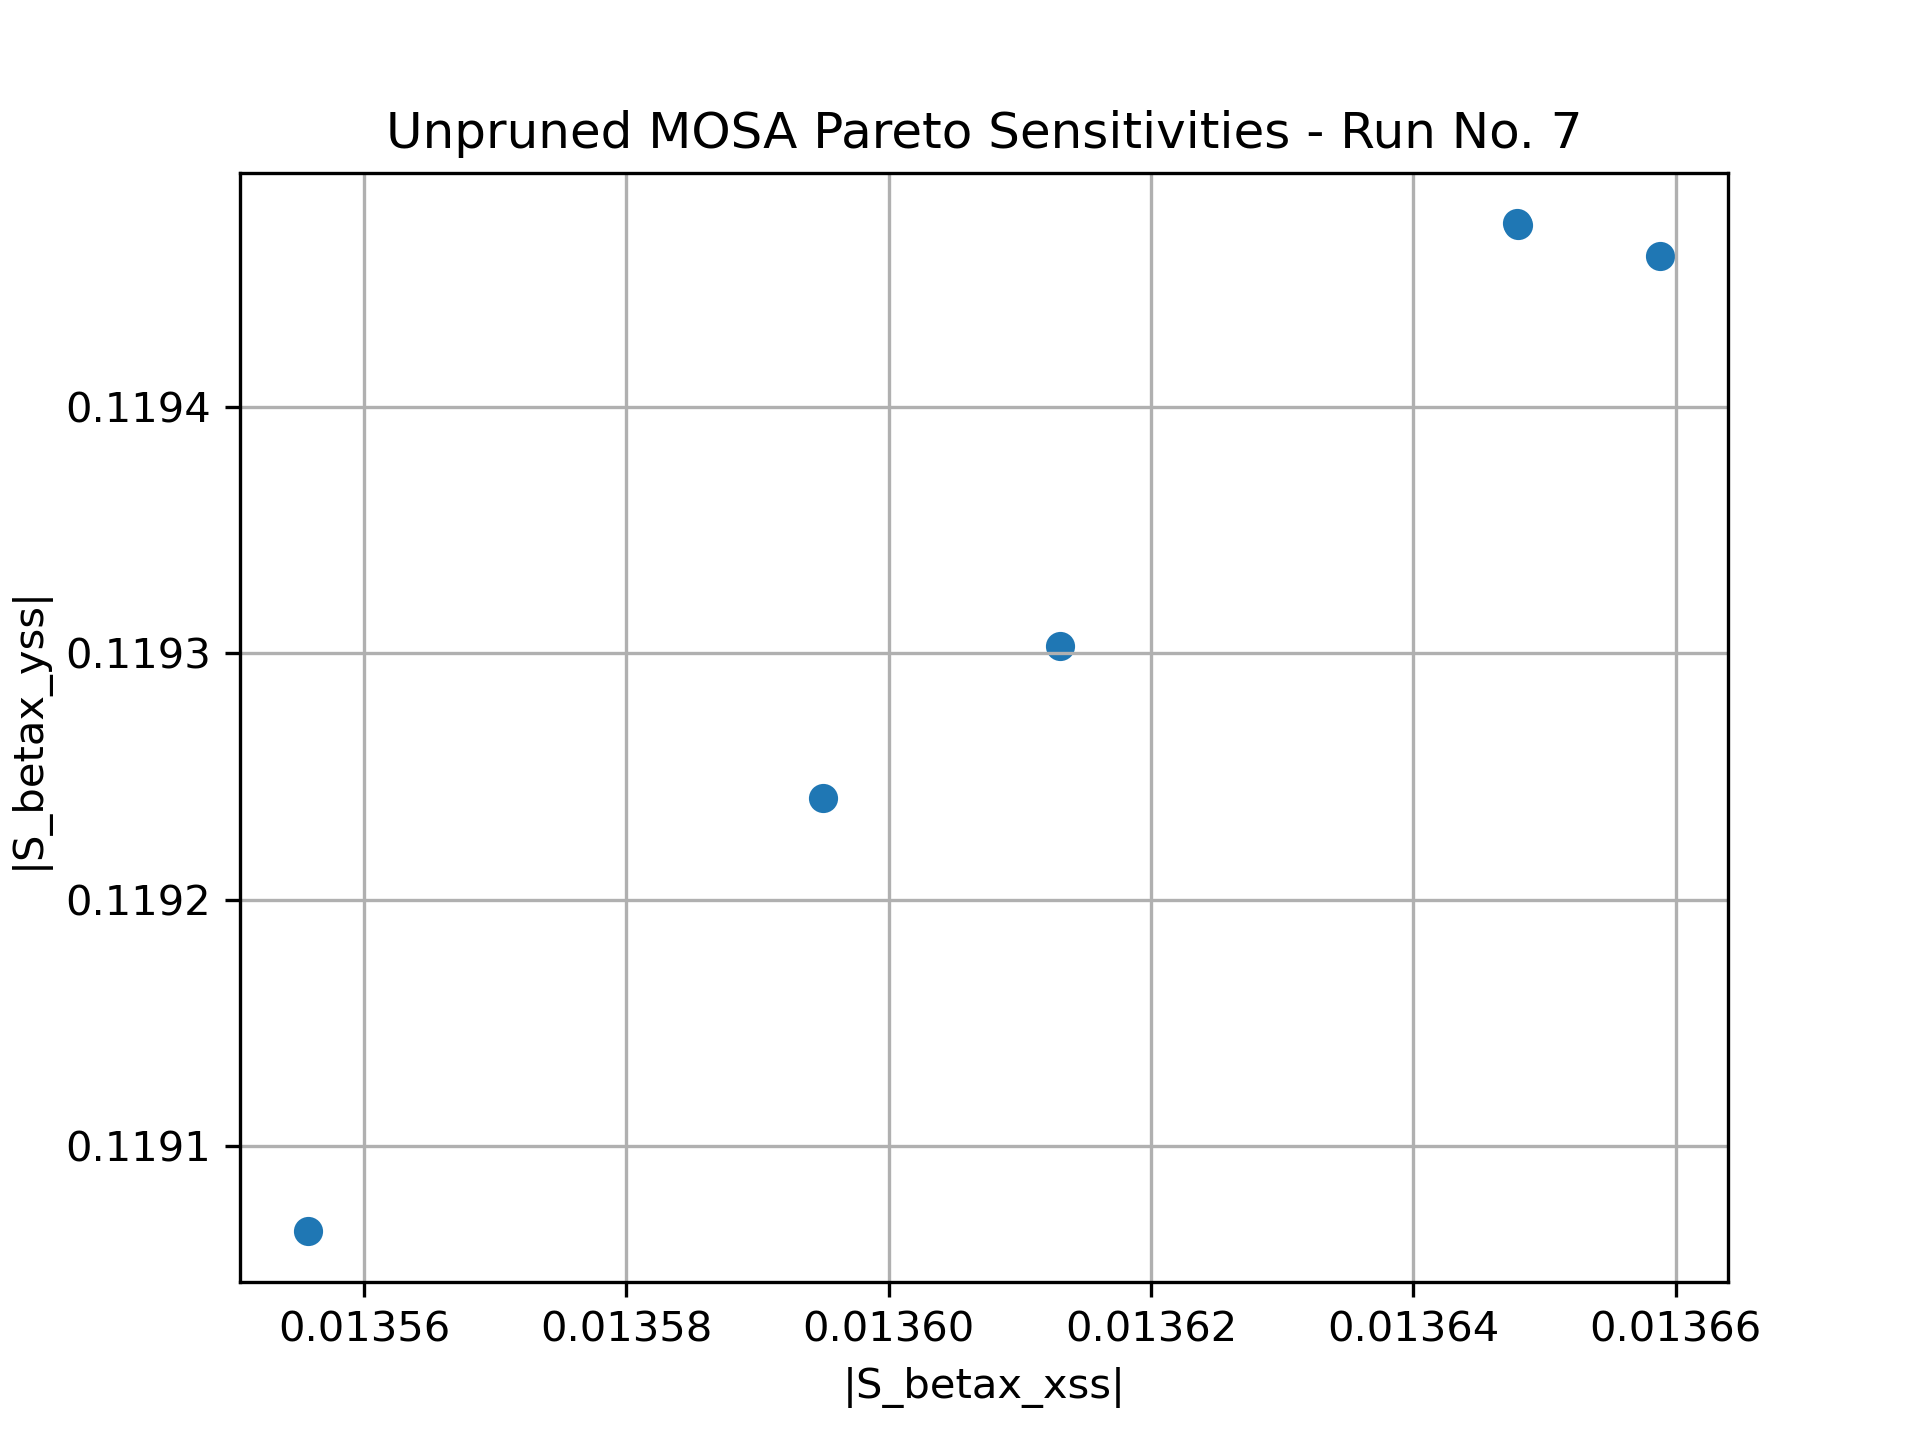 Unpruned MOSA Pareto Sensitivities - Run No. 7
|S_betax_yss|
0.1194
0.1193
0.1192
0.1191
0.01356 0.01358 0.01360 0.01362 0.01364 0.01366
|S_betax_xss|